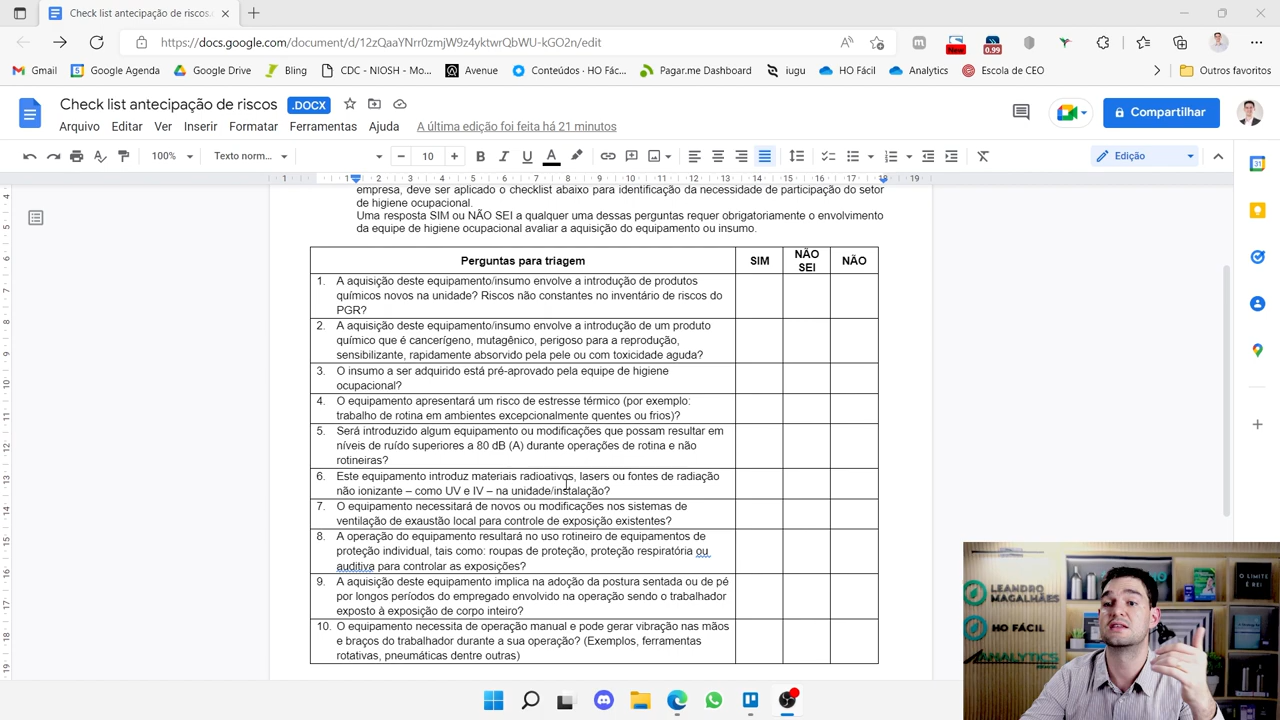 Check list antecipação de riscos.
https://docs.google.com/document/d/12zQaaYNrr0zmjW9z4yktwrQbWU-kGO2n/edit
New
0.99
Gmail
Google Agenda
Google Drive
Bling
CDC - NIOSH - Mo...
Avenue
Conteúdos · HO Fác...
Pagar.me Dashboard
iugu
HO Fácil
Analytics
Escola de CEO
Outros favoritos
Check list antecipação de riscos
.DOCX
Compartilhar
Arquivo Editar Ver Inserir Formatar Ferramentas Ajuda
A última edição foi feita há 21 minutos
100%
Texto norm...
10
Edição
empresa, deve ser aplicado o checklist abaixo para identificação da necessidade de participação do setor
de higiene ocupacional.
Uma resposta SIM ou NÃO SEI a qualquer uma dessas perguntas requer obrigatoriamente o envolvimento
da equipe de higiene ocupacional avaliar a aquisição do equipamento ou insumo.
Perguntas para triagem
SIM
NÃO
SEI
NÃO
1. A aquisição deste equipamento/insumo envolve a introdução de produtos
químicos novos na unidade? Riscos não constantes no inventário de riscos do
PGR?
2. A aquisição deste equipamento/insumo envolve a introdução de um produto
químico que é cancerígeno, mutagênico, perigoso para a reprodução,
sensibilizante, rapidamente absorvido pela pele ou com toxicidade aguda?
3. O insumo a ser adquirido está pré-aprovado pela equipe de higiene
ocupacional?
4. O equipamento apresentará um risco de estresse térmico (por exemplo:
trabalho de rotina em ambientes excepcionalmente quentes ou frios)?
5. Será introduzido algum equipamento ou modificações que possam resultar em
níveis de ruído superiores a 80 dB (A) durante operações de rotina e não
rotineiras?
6. Este equipamento introduz materiais radioativos, lasers ou fontes de radiação
não ionizante – como UV e IV – na unidade/instalação?
7. O equipamento necessitará de novos ou modificações nos sistemas de
ventilação de exaustão local para controle de exposição existentes?
8. A operação do equipamento resultará no uso rotineiro de equipamentos de
proteção individual, tais como: roupas de proteção, proteção respiratória ou
auditiva para controlar as exposições?
9. A aquisição deste equipamento implica na adoção da postura sentada ou de pé
por longos períodos do empregado envolvido na operação sendo o trabalhador
exposto à exposição de corpo inteiro?
10. O equipamento necessita de operação manual e pode gerar vibração nas mãos
e braços do trabalhador durante a sua operação? (Exemplos, ferramentas
rotativas, pneumáticas dentre outras)
LEANDRO
MAGALHÃES
HO FÁCIL
ANALYTICS
O LIMITE
É REI